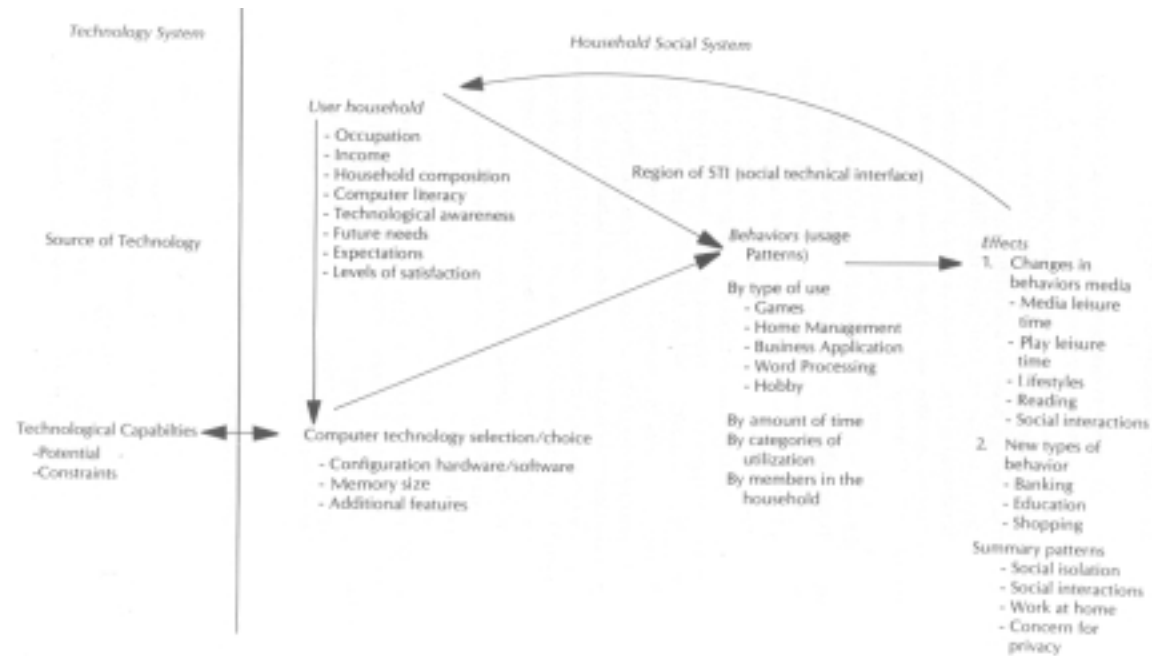 Technology System
Household Social System
User household
- Occupation
- Income
- Household composition
- Computer literacy
- Technological awareness
- Future needs
- Expectations
- Levels of satisfaction
Region of STI (social technical interface)
Source of Technology
Behaviors (usage
Patterns)
By type of use
- Games
- Home Management
- Business Application
- Word Processing
- Hobby
By amount of time
By categories of
utilization
By members in the
household
Effects
1. Changes in
behaviors media
- Media leisure
time
- Play leisure
time
- Lifestyles
- Reading
- Social interactions
2. New types of
behavior
- Banking
- Education
- Shopping
Summary patterns
- Social isolation
- Social interactions
- Work at home
- Concern for
privacy
Technological Capabilties
-Potential
-Constraints
Computer technology selection/choice
- Configuration hardware/software
- Memory size
- Additional features